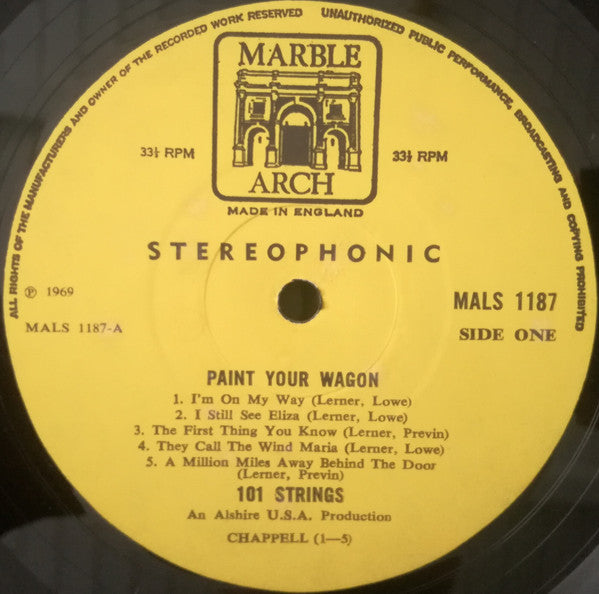 ALL RIGHTS OF THE MANUFACTURERS AND OWNER OF THE RECORDED WORK RESERVED
UNAUTHORIZED PUBLIC PERFORMANCE, BROADCASTING AND COPYING PROHIBITED
MARBLE
ARCH
33⅓ RPM
33⅓ RPM
MADE IN ENGLAND
STEREOPHONIC
℗ 1969
MALS 1187-A
MALS 1187
SIDE ONE
PAINT YOUR WAGON
1. I'm On My Way (Lerner, Lowe)
2. I Still See Eliza (Lerner, Lowe)
3. The First Thing You Know (Lerner, Previn)
4. They Call The Wind Maria (Lerner, Lowe)
5. A Million Miles Away Behind The Door
(Lerner, Previn)
101 STRINGS
An Alshire U.S.A. Production
CHAPPELL (1—5)